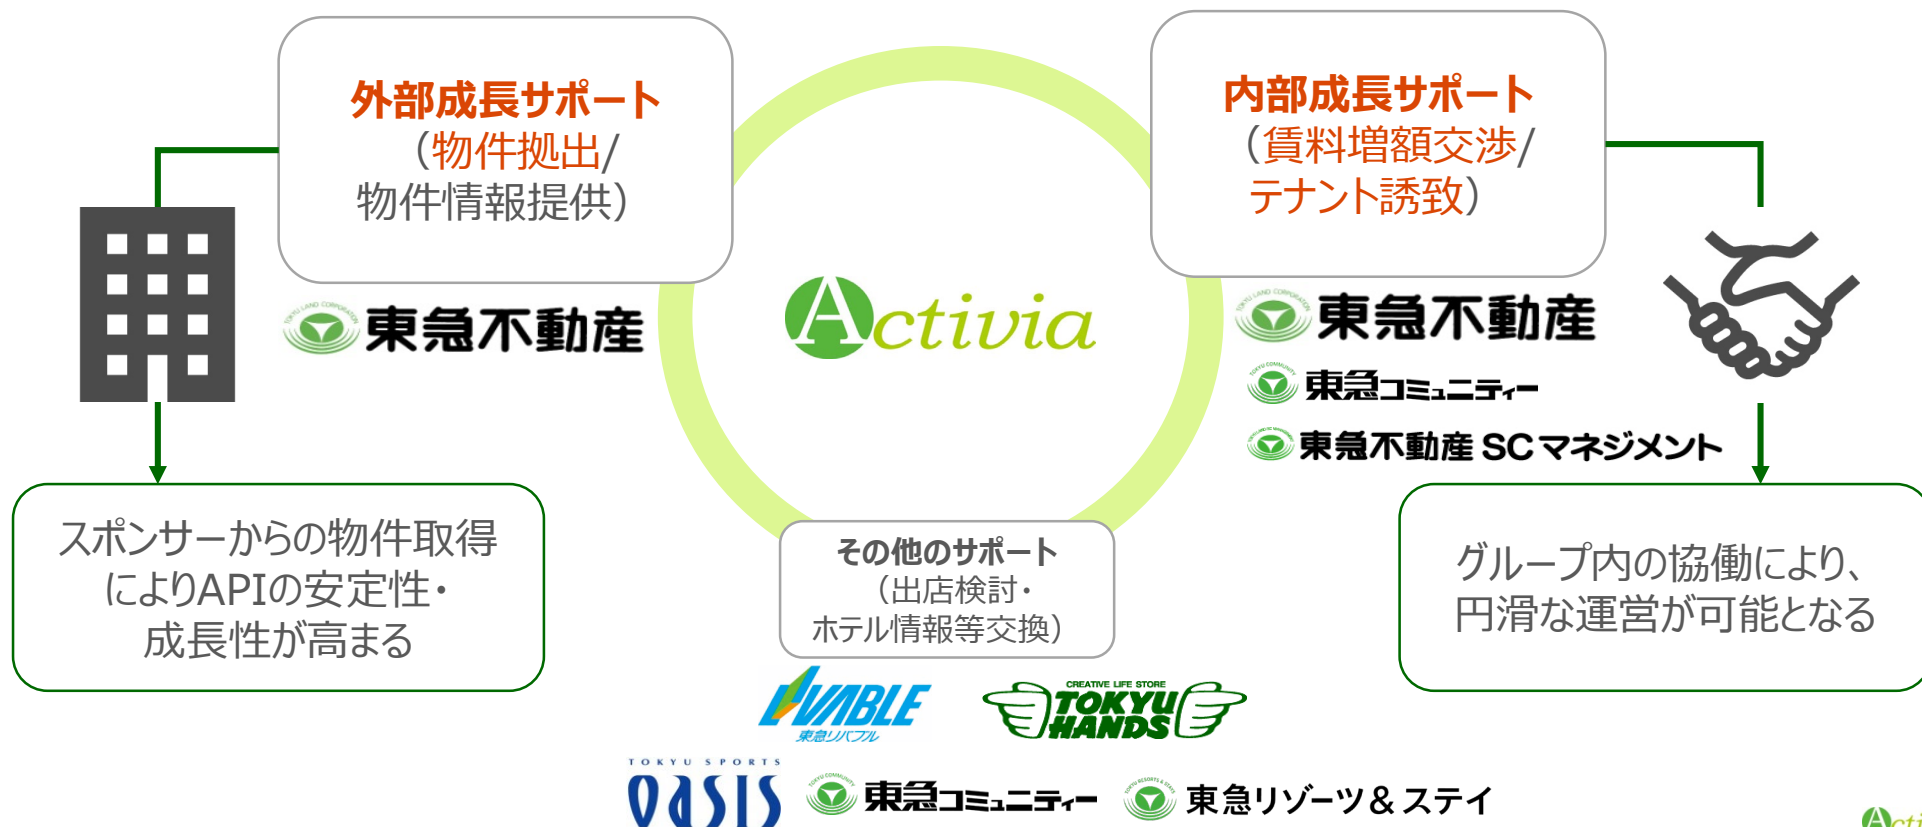 外部成長サポート
（物件拠出/
物件情報提供）
東急不動産
スポンサーからの物件取得
によりAPIの安定性・
成長性が高まる
Activia
内部成長サポート
（賃料増額交渉/
テナント誘致）
東急不動産
東急コミュニティー
東急不動産 SCマネジメント
グループ内の協働により、
円滑な運営が可能となる
その他のサポート
（出店検討・
ホテル情報等交換）
LIVABLE
東急リバブル
CREATIVE LIFE STORE
TOKYU
HANDS
TOKYU SPORTS
OASIS
東急コミュニティー
東急リゾーツ&ステイ